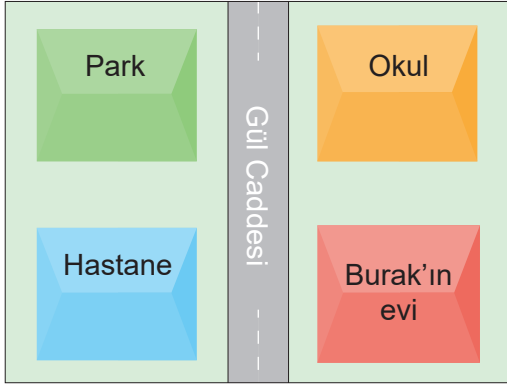 Park
Okul
Gül Caddesi
Hastane
Burak’ın
evi